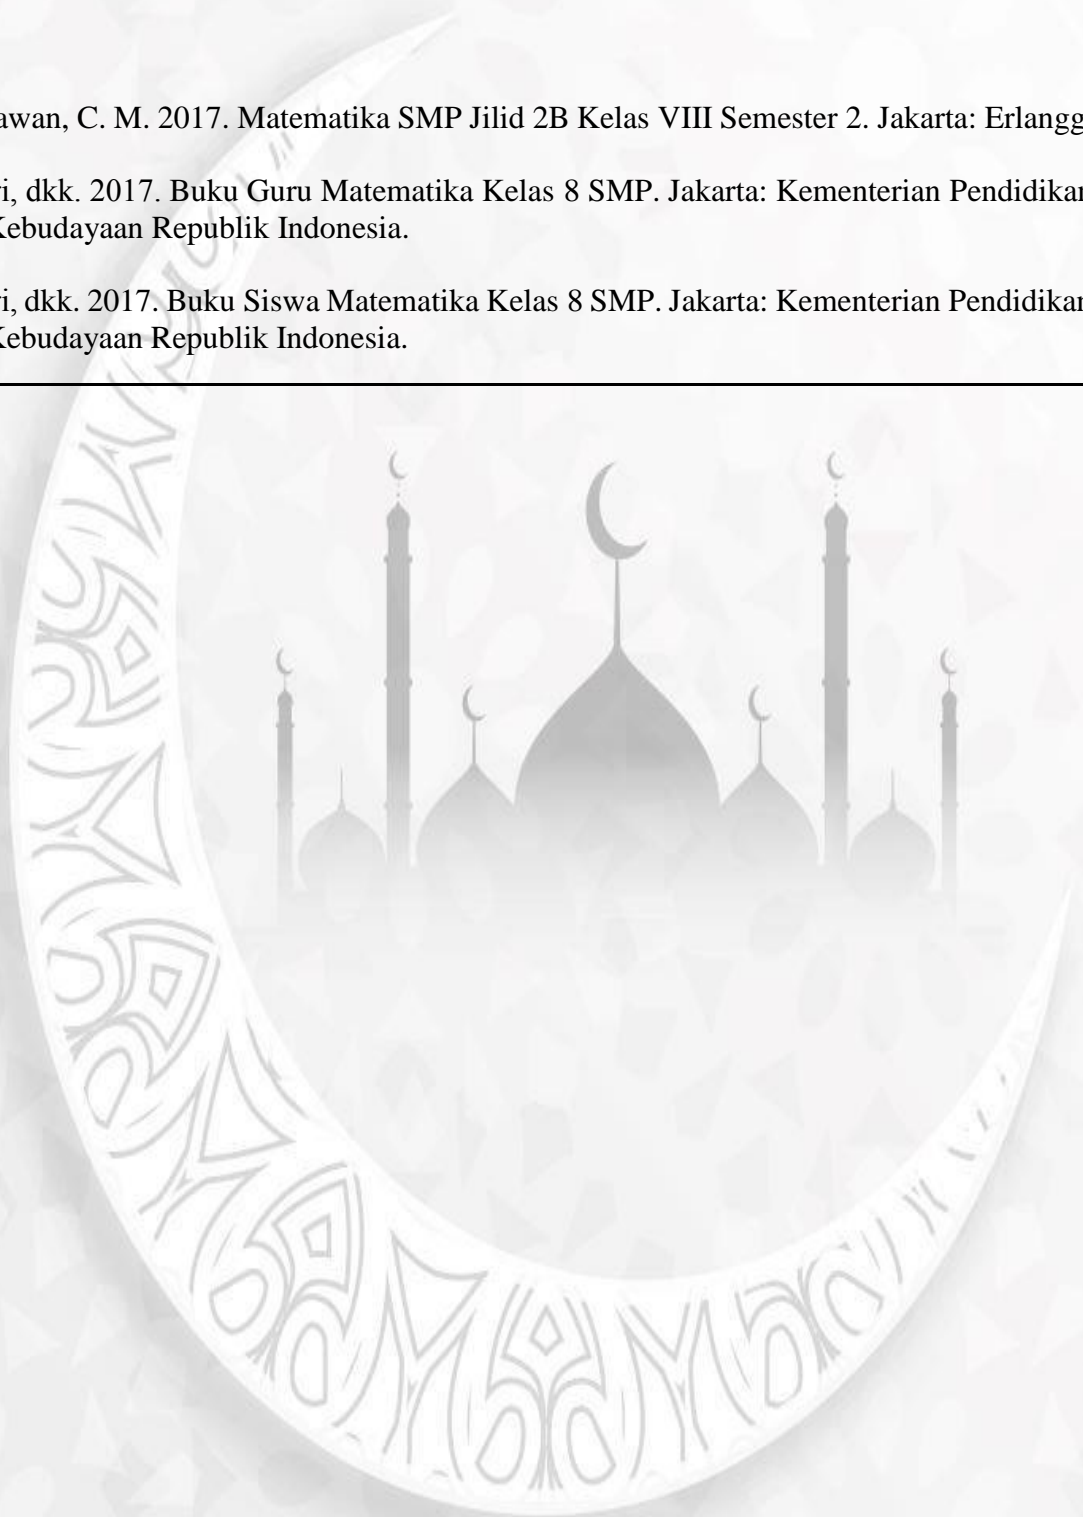 awan, C. M. 2017. Matematika SMP Jilid 2B Kelas VIII Semester 2. Jakarta: Erlangg
ri, dkk. 2017. Buku Guru Matematika Kelas 8 SMP. Jakarta: Kementerian Pendidikan
Kebudayaan Republik Indonesia.
ri, dkk. 2017. Buku Siswa Matematika Kelas 8 SMP. Jakarta: Kementerian Pendidikan
Kebudayaan Republik Indonesia.